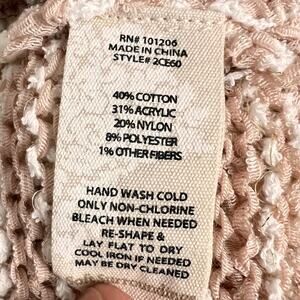 RN# 101206
MADE IN CHINA
STYLE# 2CE60
40% COTTON
31% ACRYLIC
20% NYLON
8% POLYESTER
1% OTHER FIBERS
HAND WASH COLD
ONLY NON-CHLORINE
BLEACH WHEN NEEDED
RE-SHAPE &
LAY FLAT TO DRY
COOL IRON IF NEEDED
MAY BE DRY CLEANED